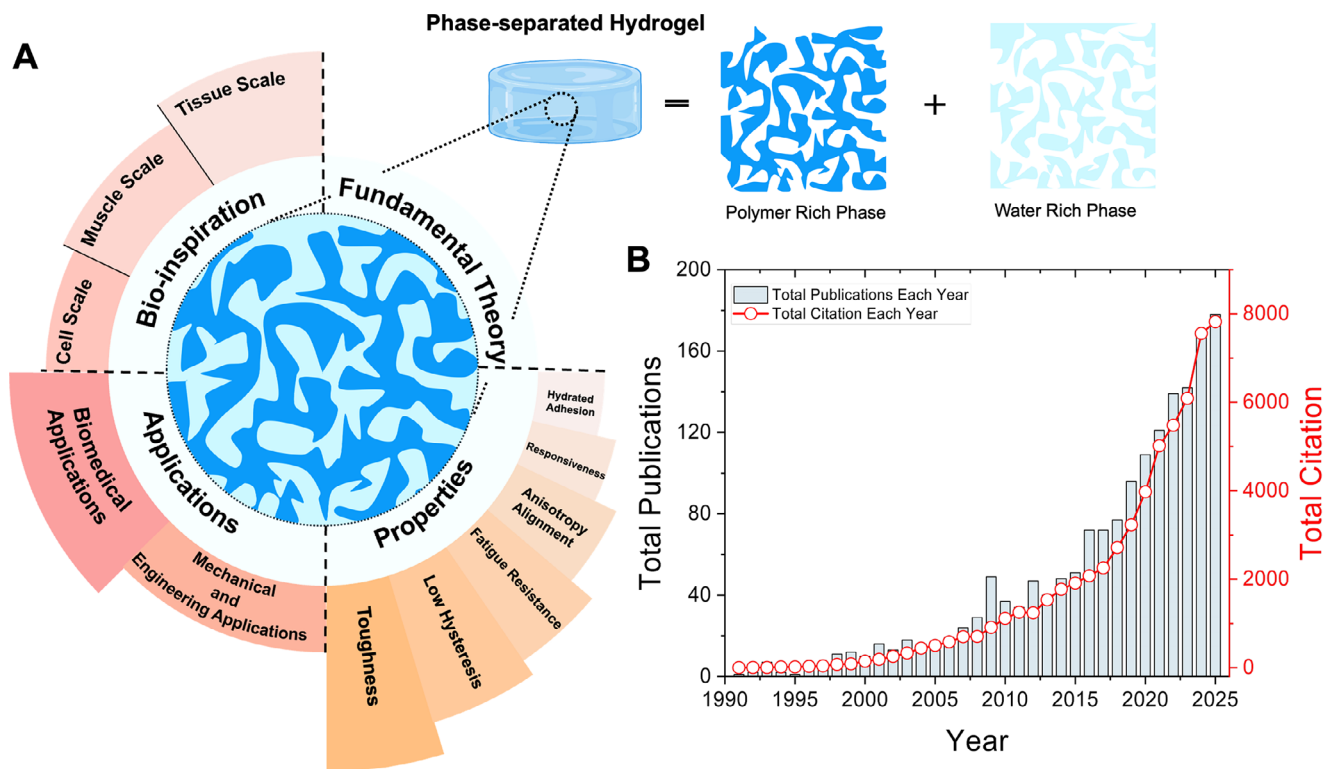 Phase-separated Hydrogel
A
=
+
Polymer Rich Phase
Water Rich Phase
Tissue Scale
Muscle Scale
Cell Scale
Bio-inspiration
Fundamental Theory
Applications
Properties
Biomedical
Applications
Mechanical
and
Engineering Applications
Hydrated
Adhesion
Responsiveness
Anisotropy
Alignment
Fatigue Resistance
Low Hysteresis
Toughness
B
Total Publications Each Year
Total Citation Each Year
Total Publications
200
160
120
80
40
0
Total Citation
8000
6000
4000
2000
0
1990 1995 2000 2005 2010 2015 2020 2025
Year